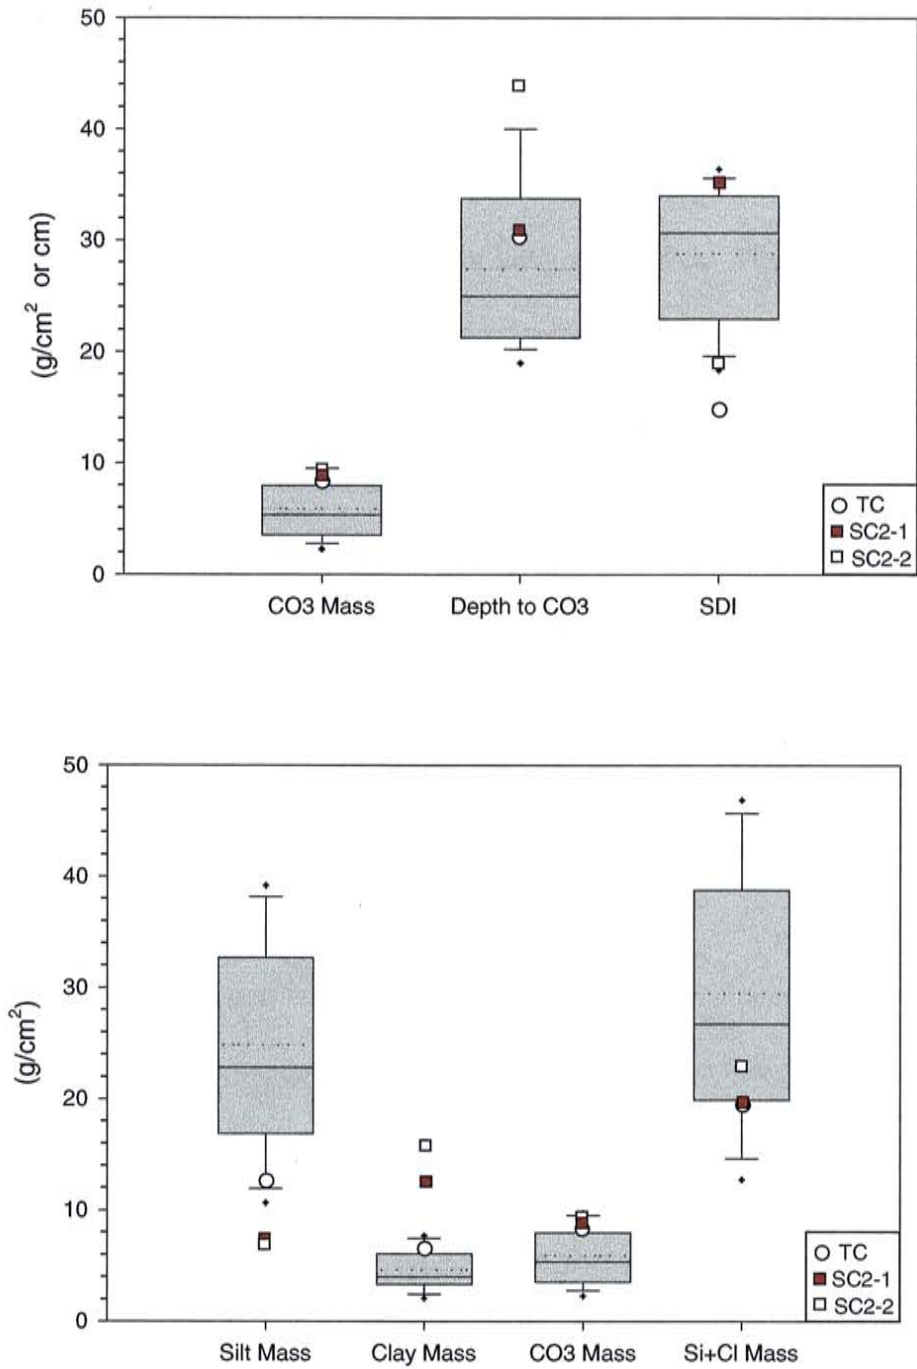 50
40
30
20
10
0
(g/cm² or cm)
CO3 Mass
Depth to CO3
SDI
TC
SC2-1
SC2-2
50
40
30
20
10
0
(g/cm²)
Silt Mass
Clay Mass
CO3 Mass
Si+Cl Mass
TC
SC2-1
SC2-2